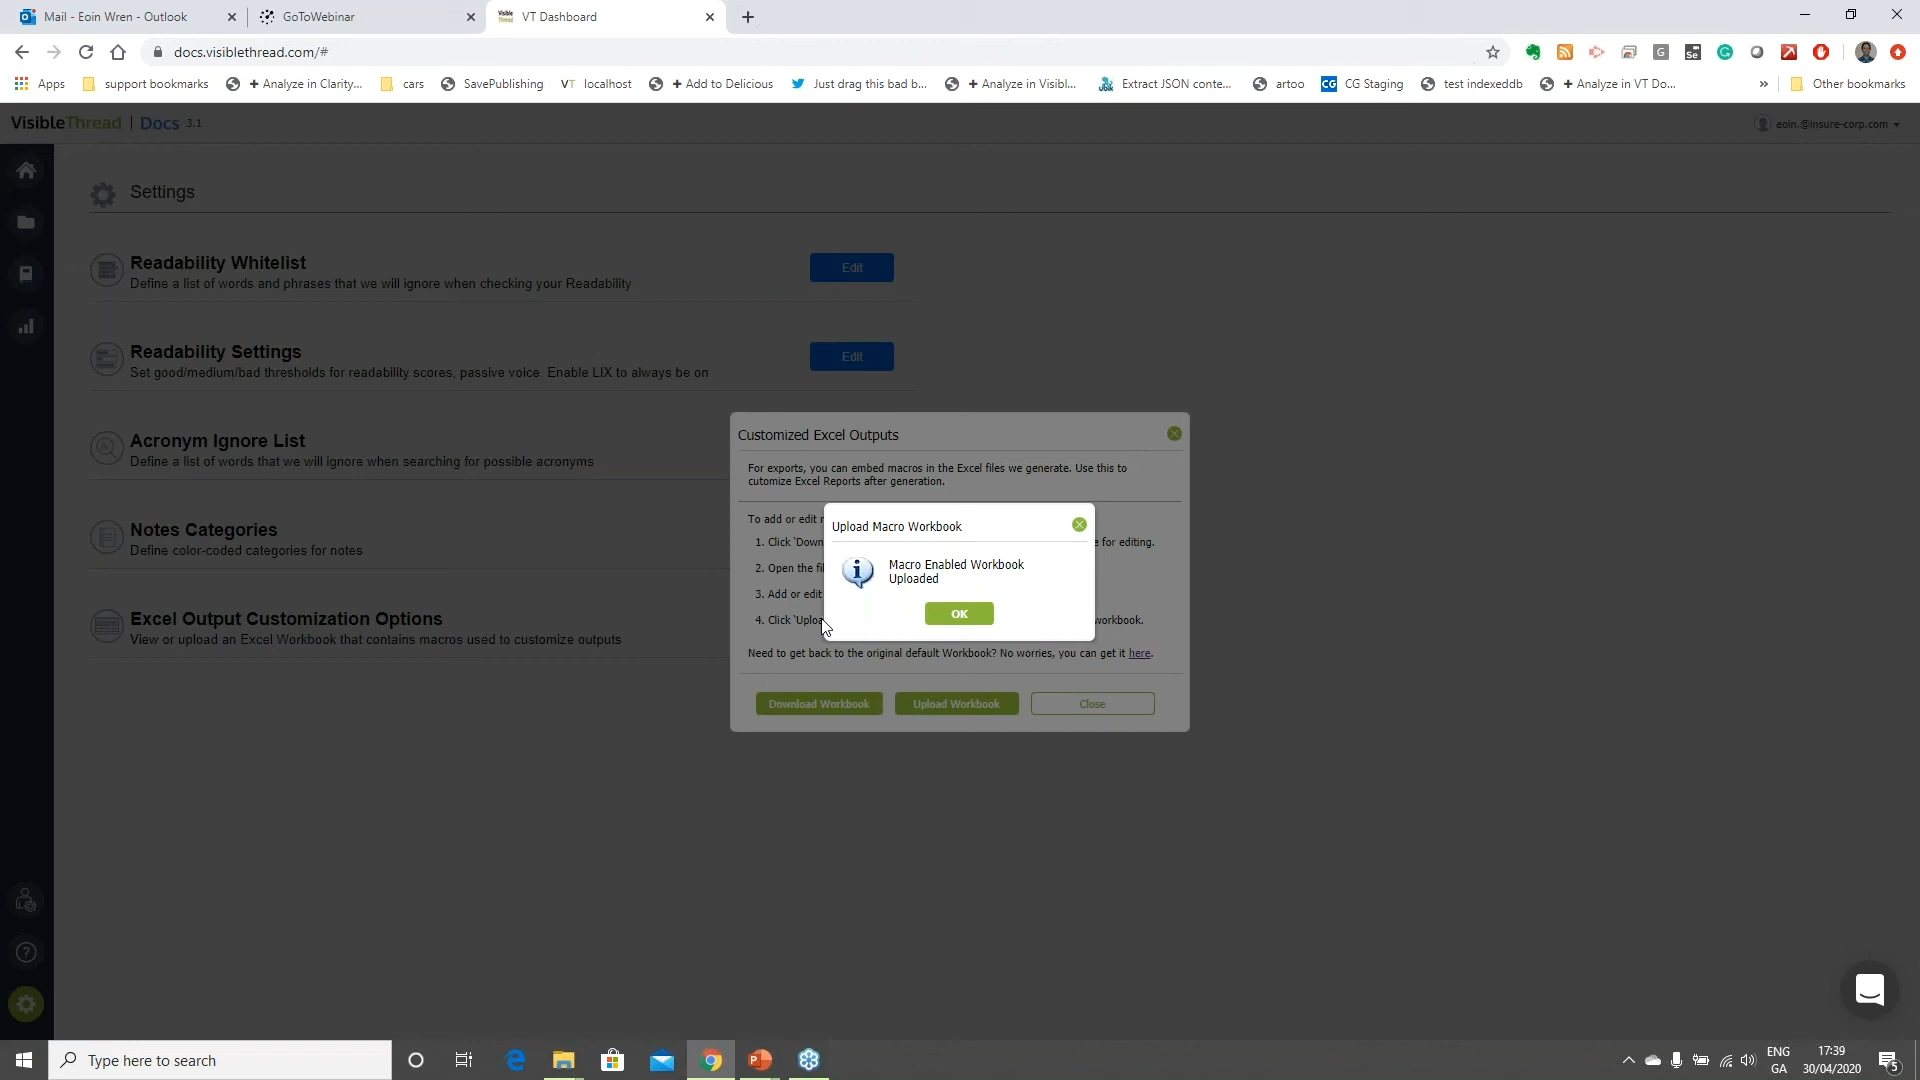 Mail - Eoin Wren - Outlook
GoToWebinar
VT Dashboard
docs.visiblethread.com/#
Apps
support bookmarks
+ Analyze in Clarity...
cars
SavePublishing
VT localhost
+ Add to Delicious
Just drag this bad b...
+ Analyze in Visibl...
Extract JSON conte...
artoo
CG CG Staging
test indexeddb
+ Analyze in VT Do...
»
Other bookmarks
VisibleThread | Docs 3.1
eoin.@insure-corp.com
Settings
Readability Whitelist
Define a list of words and phrases that we will ignore when checking your Readability
Edit
Readability Settings
Set good/medium/bad thresholds for readability scores, passive voice. Enable LIX to always be on
Edit
Acronym Ignore List
Define a list of words that we will ignore when searching for possible acronyms
Notes Categories
Define color-coded categories for notes
Excel Output Customization Options
View or upload an Excel Workbook that contains macros used to customize outputs
Customized Excel Outputs
For exports, you can embed macros in the Excel files we generate. Use this to
cutomize Excel Reports after generation.
To add or edit
1. Click 'Down
e for editing.
2. Open the fil
3. Add or edit
4. Click 'Uploa
workbook.
Need to get back to the original default Workbook? No worries, you can get it here.
Download Workbook
Upload Workbook
Close
Upload Macro Workbook
Macro Enabled Workbook
Uploaded
OK
Type here to search
ENG
GA
17:39
30/04/2020
5